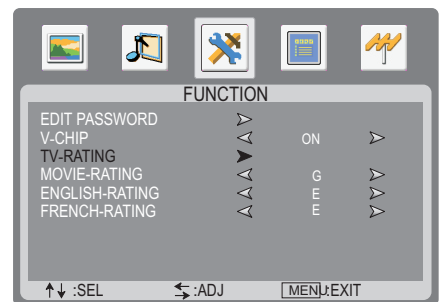 FUNCTION
EDIT PASSWORD
V-CHIP ON
TV-RATING
MOVIE-RATING G
ENGLISH-RATING E
FRENCH-RATING E
:SEL :ADJ MENU:EXIT